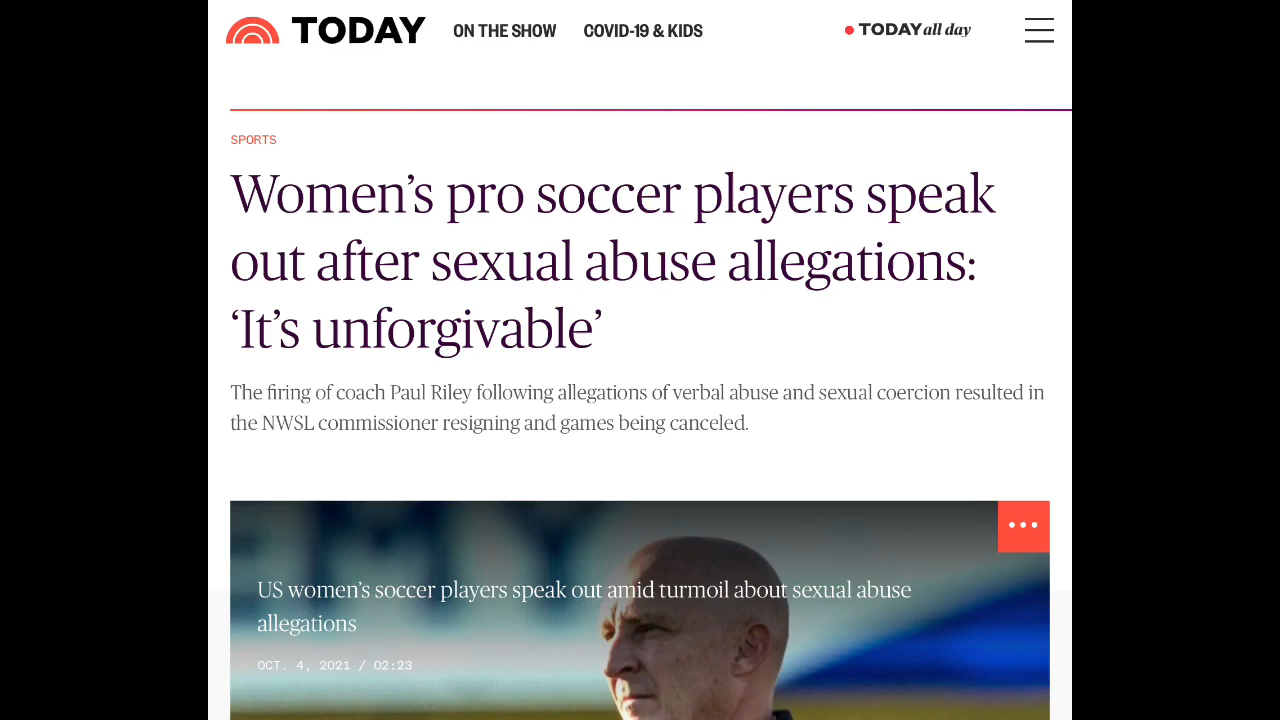 TODAY ON THE SHOW COVID-19 & KIDS TODAY all day
SPORTS
Women’s pro soccer players speak
out after sexual abuse allegations:
‘It’s unforgivable’
The firing of coach Paul Riley following allegations of verbal abuse and sexual coercion resulted in
the NWSL commissioner resigning and games being canceled.
US women’s soccer players speak out amid turmoil about sexual abuse
allegations
OCT. 4, 2021 / 02:23